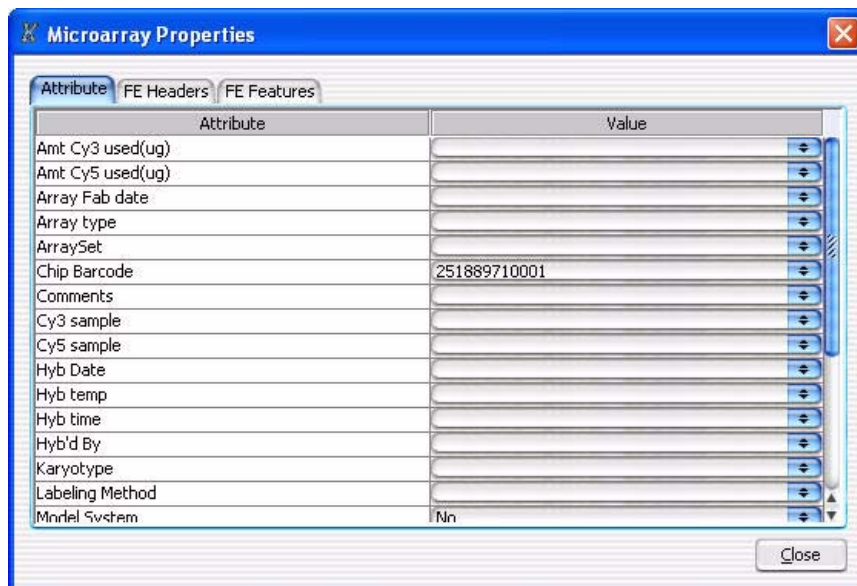 Microarray Properties
Attribute FE Headers FE Features
Attribute Value
Amt Cy3 used(ug)
Amt Cy5 used(ug)
Array Fab date
Array type
ArraySet
Chip Barcode 251889710001
Comments
Cy3 sample
Cy5 sample
Hyb Date
Hyb temp
Hyb time
Hyb'd By
Karyotype
Labeling Method
Model System No
Close